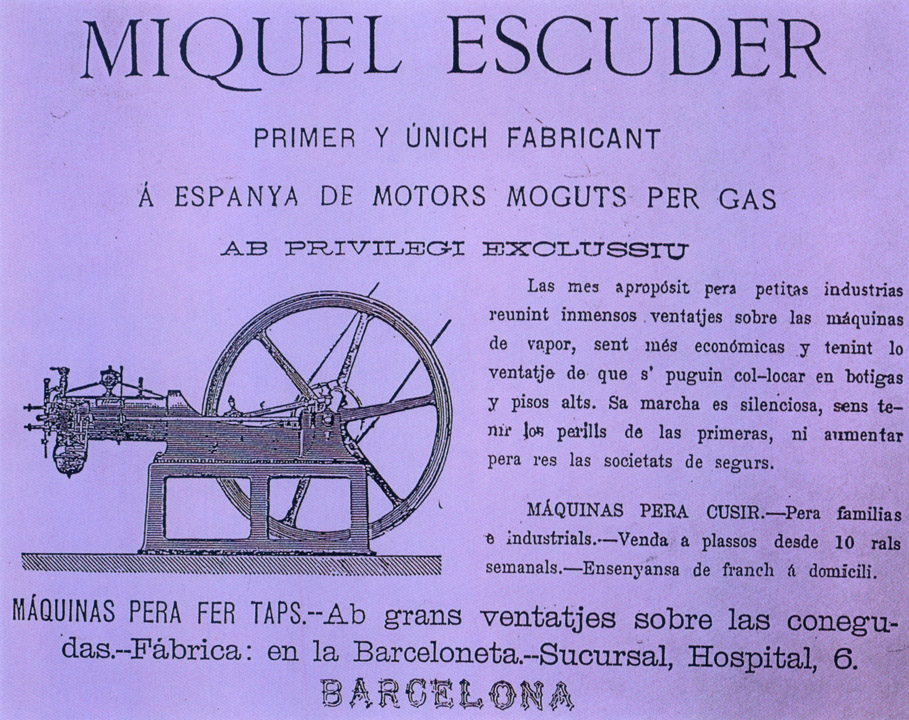 MIQUEL ESCUDER
PRIMER Y ÚNICH FABRICANT
Á ESPANYA DE MOTORS MOGUTS PER GAS
AB PRIVILEGI EXCLUSSIU
Las mes apropósit pera petitas industrias
reunint inmensos ventatjes sobre las máquinas
de vapor, sent més económicas y tenint lo
ventatje de que s' puguin col-locar en botigas
y pisos alts. Sa marcha es silenciosa, sens te-
nir los perills de las primeras, ni aumentar
pera res las societats de segurs.
MÁQUINAS PERA CUSIR.—Pera familias
e industrials.—Venda a plassos desde 10 rals
semanals.—Ensenyansa de franch á domicili.
MÁQUINAS PERA FER TAPS.--Ab grans ventatjes sobre las conegu-
das.--Fábrica: en la Barceloneta.--Sucursal, Hospital, 6.
BARCELONA